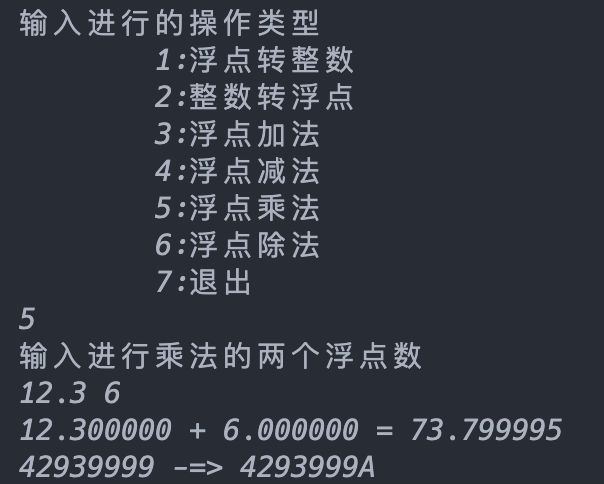 输入进行的操作类型
1:浮点转整数
2:整数转浮点
3:浮点加法
4:浮点减法
5:浮点乘法
6:浮点除法
7:退出
5
输入进行乘法的两个浮点数
12.3 6
12.300000 + 6.000000 = 73.799995
42939999 -=> 4293999A